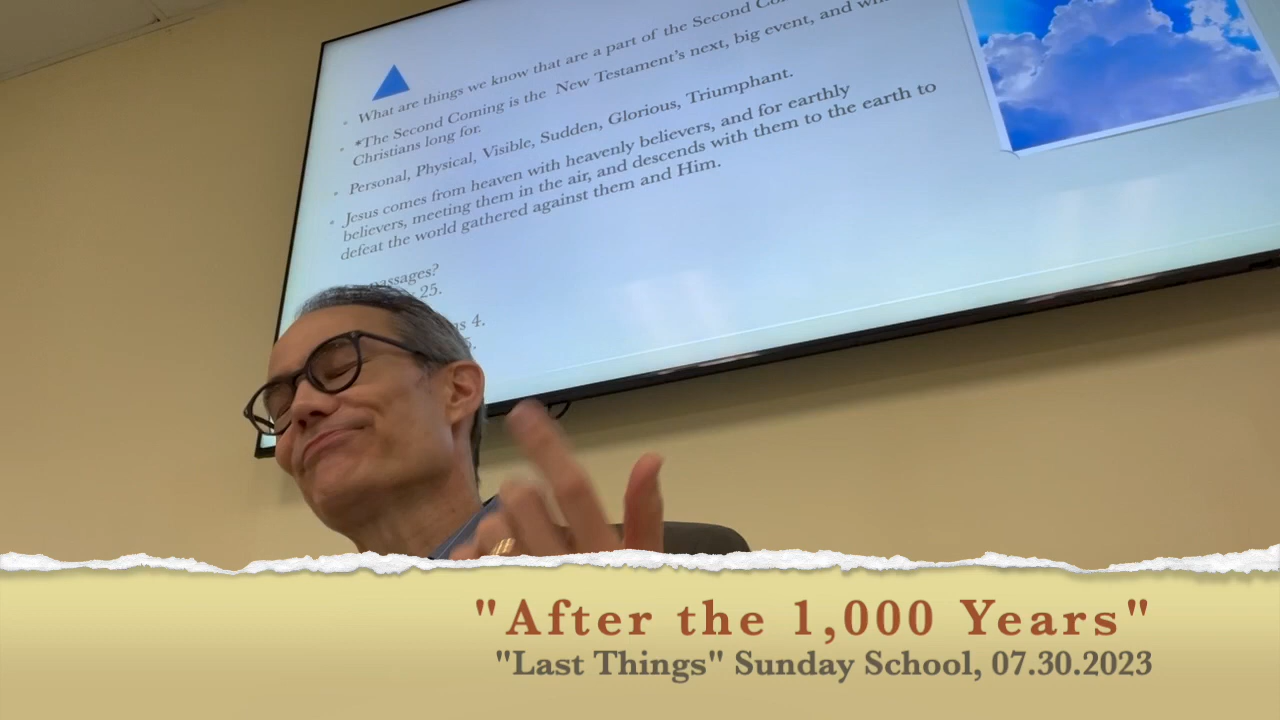 What are things we know that are a part of the Second
*The Second Coming is the New Testament's next, big event, and
Christians long for.
Personal, Physical, Visible, Sudden, Glorious, Triumphant.
Jesus comes from heaven with heavenly believers, and for earthly
believers, meeting them in the air, and descends with them to the earth to
defeat the world gathered against them and Him.
passages?
25.
4.
"After the 1,000 Years"
"Last Things" Sunday School, 07.30.2023